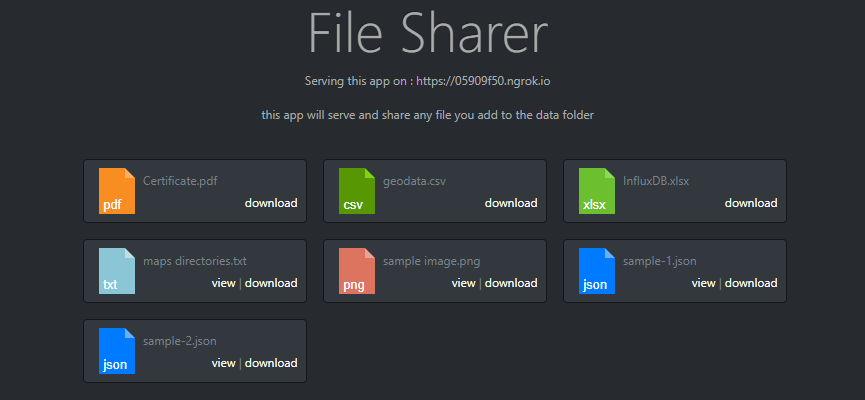 File Sharer
Serving this app on : https://05909f50.ngrok.io
this app will serve and share any file you add to the data folder
pdf
Certificate.pdf
download
csv
geodata.csv
download
xlsx
InfluxDB.xlsx
download
txt
maps directories.txt
view | download
png
sample image.png
view | download
json
sample-1.json
view | download
json
sample-2.json
view | download